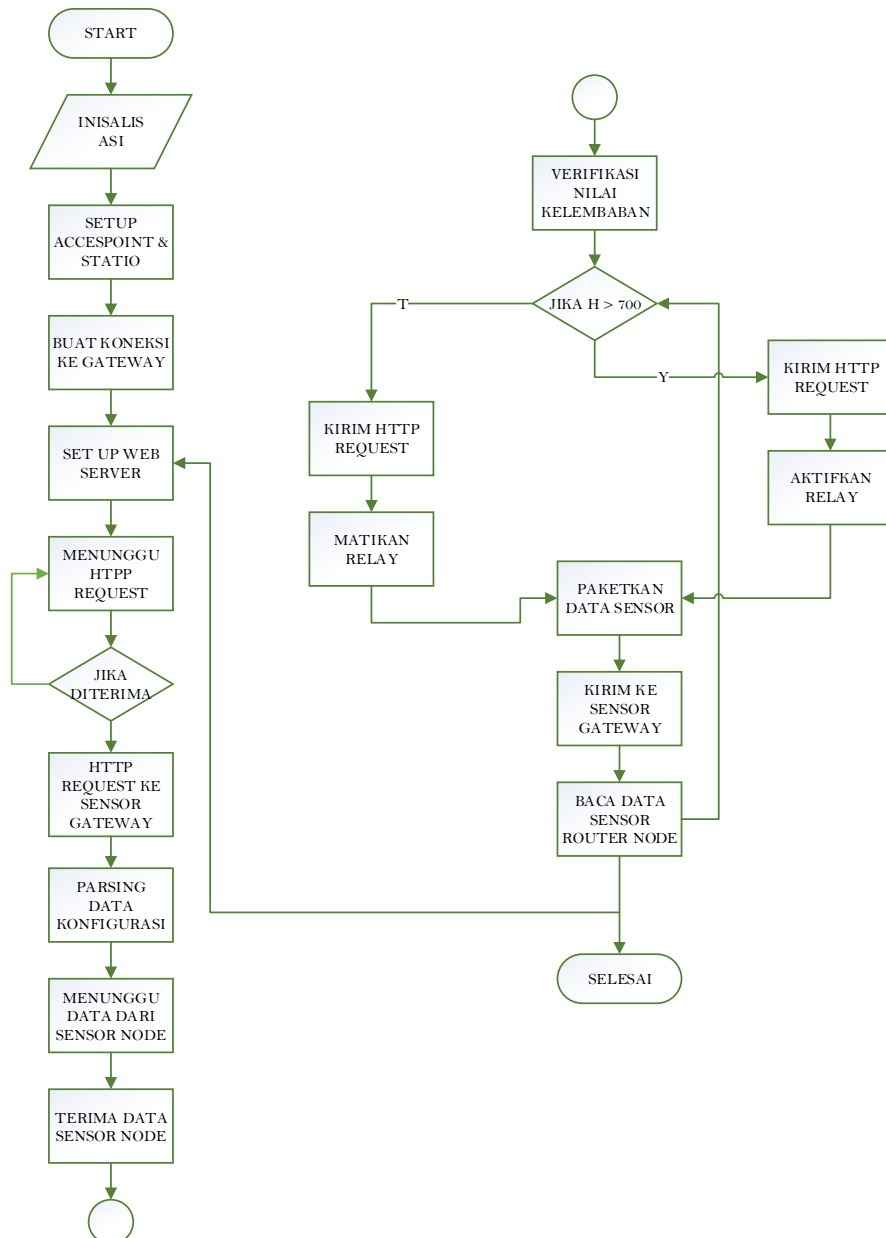 START
INISALIS
ASI
SETUP
ACCESPOINT &
STATIO
BUAT KONEKSI
KE GATEWAY
SET UP WEB
SERVER
MENUNGGU
HTPP
REQUEST
JIKA
DITERIMA
HTTP
REQUEST KE
SENSOR
GATEWAY
PARSING
DATA
KONFIGURASI
MENUNGGU
DATA DARI
SENSOR NODE
TERIMA DATA
SENSOR NODE
VERIFIKASI
NILAI
KELEMBABAN
JIKA H > 700
T
Y
KIRIM HTTP
REQUEST
MATIKAN
RELAY
KIRIM HTTP
REQUEST
AKTIFKAN
RELAY
PAKETKAN
DATA SENSOR
KIRIM KE
SENSOR
GATEWAY
BACA DATA
SENSOR
ROUTER NODE
SELESAI